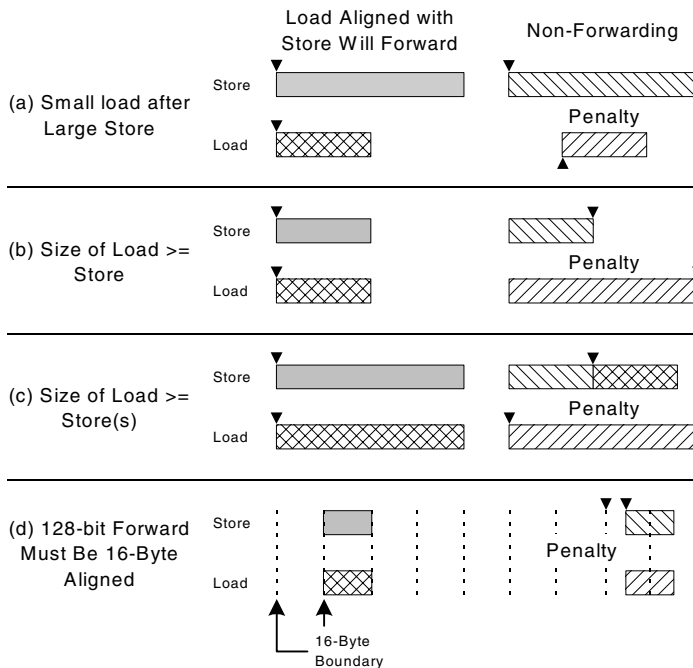 Load Aligned with
Store Will Forward
Non-Forwarding
(a) Small load after
Large Store
Store
Load
Penalty
(b) Size of Load >=
Store
Store
Load
Penalty
(c) Size of Load >=
Store(s)
Store
Load
Penalty
(d) 128-bit Forward
Must Be 16-Byte
Aligned
Store
Load
Penalty
16-Byte
Boundary